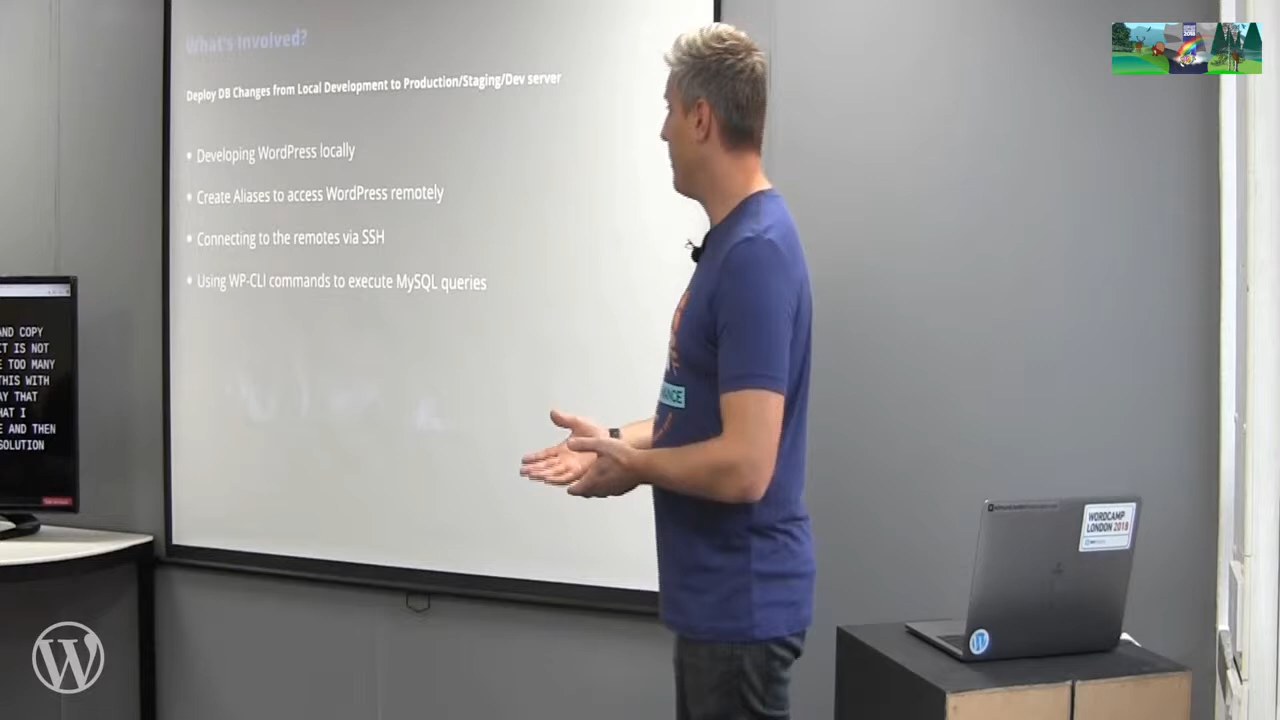 What's Involved?
Deploy DB Changes from Local Development to Production/Staging/Dev server
• Developing WordPress locally
• Create Aliases to access WordPress remotely
• Connecting to the remotes via SSH
• Using WP-CLI commands to execute MySQL queries
AND COPY
IT IS NOT
TOO MANY
THIS WITH
THAT
I
AND THEN
SOLUTION
WORDCAMP
LONDON 2018
2018